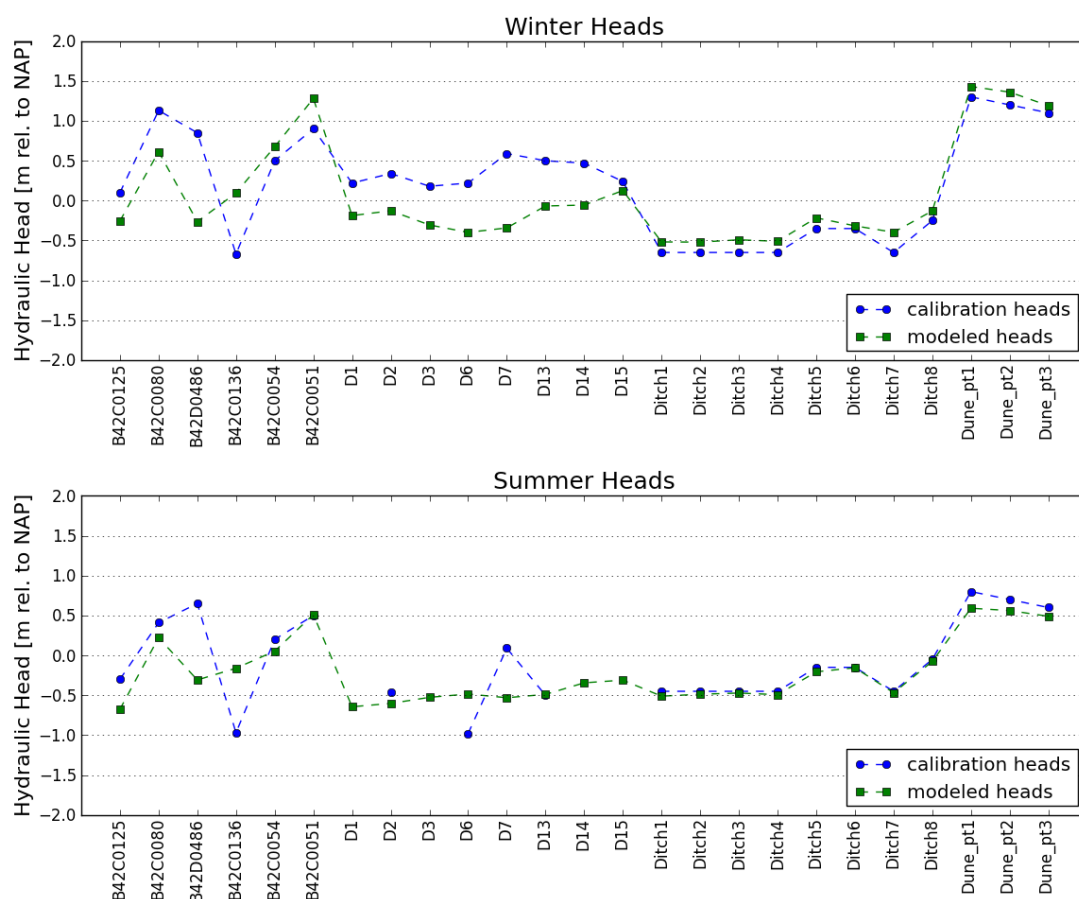 Winter Heads
Hydraulic Head [m rel. to NAP]
2.0
1.5
1.0
0.5
0.0
−0.5
−1.0
−1.5
−2.0
calibration heads
modeled heads
B42C0125
B42C0080
B42D0486
B42C0136
B42C0054
B42C0051
D1
D2
D3
D6
D7
D13
D14
D15
Ditch1
Ditch2
Ditch3
Ditch4
Ditch5
Ditch6
Ditch7
Ditch8
Dune_pt1
Dune_pt2
Dune_pt3
Summer Heads
Hydraulic Head [m rel. to NAP]
2.0
1.5
1.0
0.5
0.0
−0.5
−1.0
−1.5
−2.0
calibration heads
modeled heads
B42C0125
B42C0080
B42D0486
B42C0136
B42C0054
B42C0051
D1
D2
D3
D6
D7
D13
D14
D15
Ditch1
Ditch2
Ditch3
Ditch4
Ditch5
Ditch6
Ditch7
Ditch8
Dune_pt1
Dune_pt2
Dune_pt3